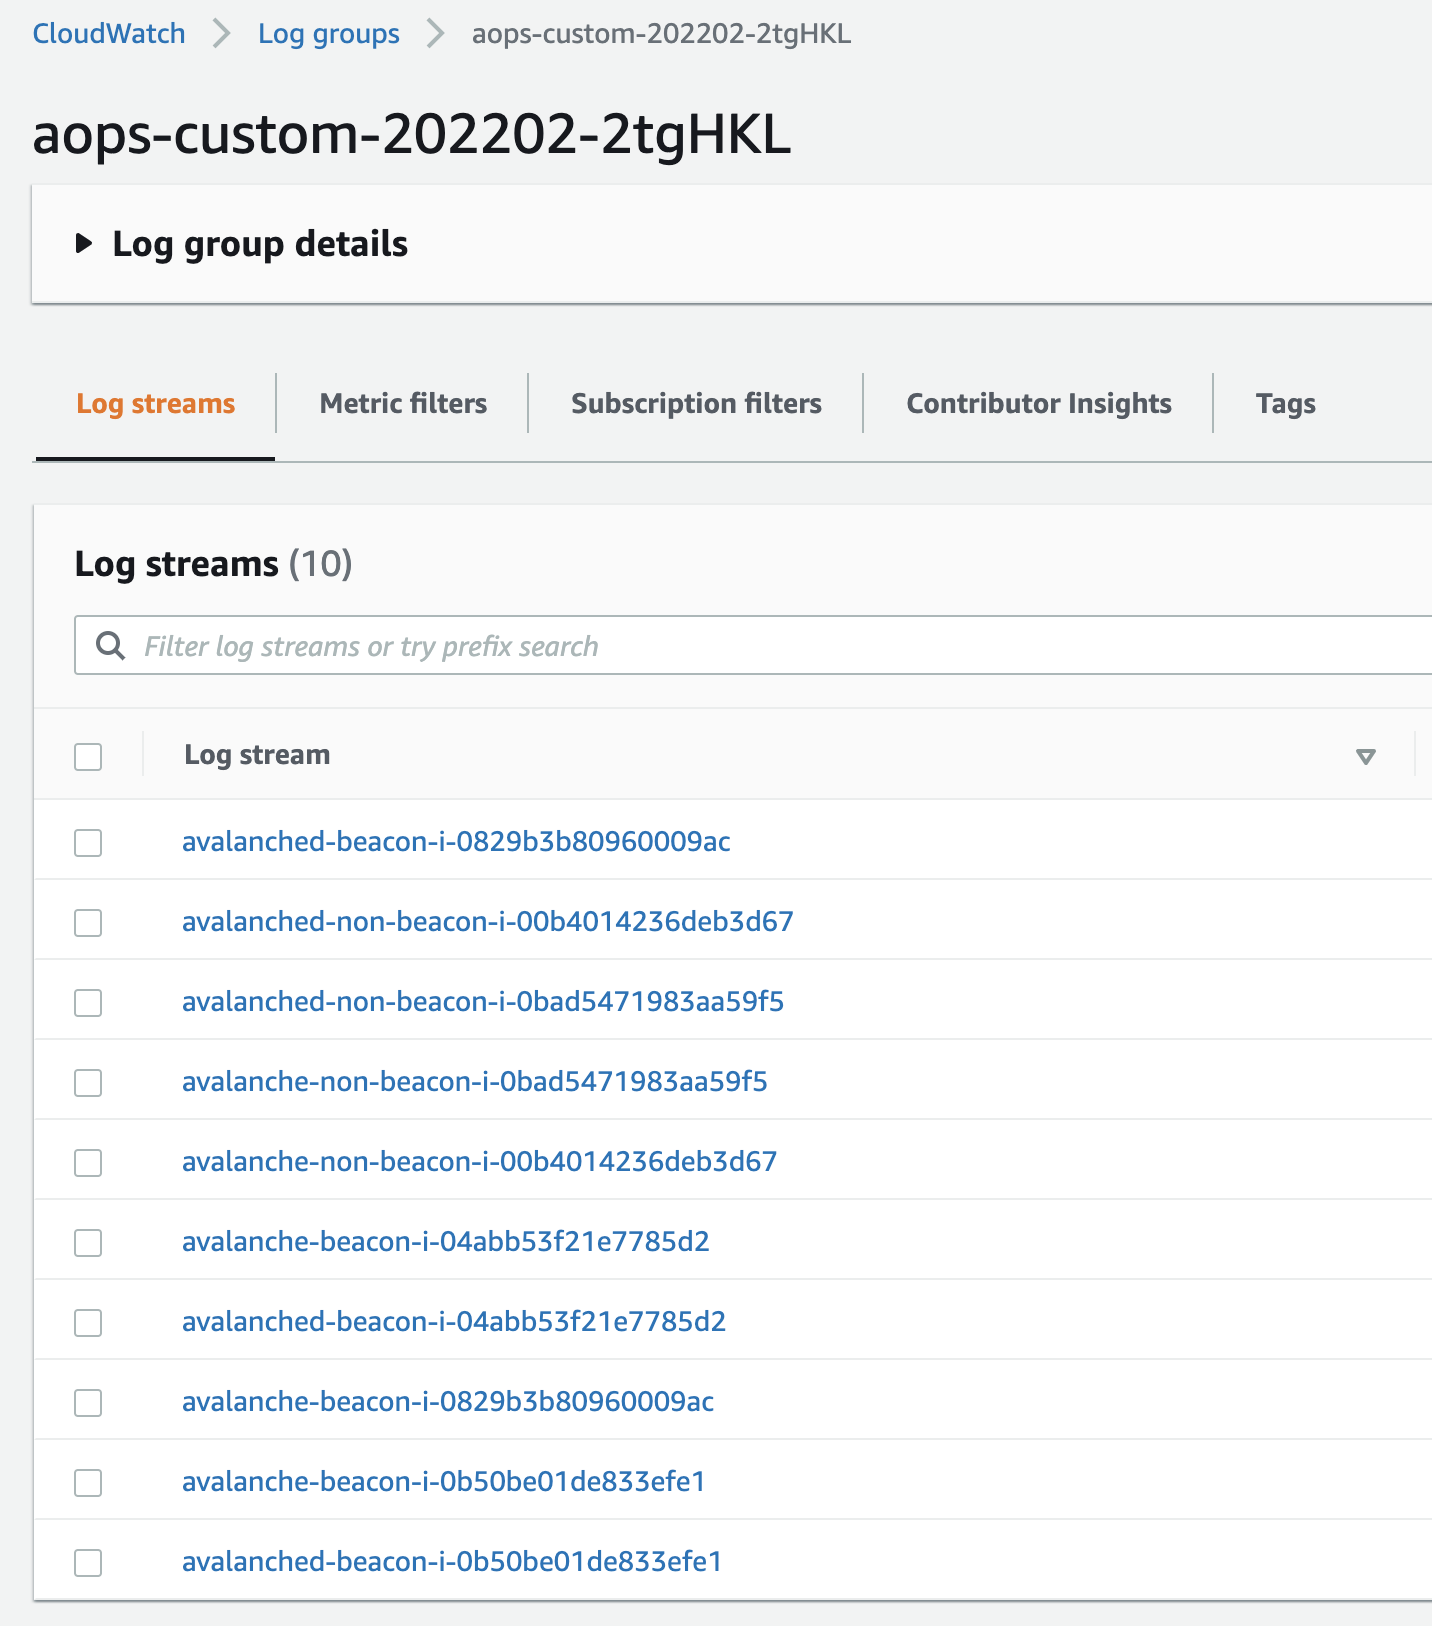 CloudWatch Log groups aops-custom-202202-2tgHKL
aops-custom-202202-2tgHKL
Log group details
Log streams Metric filters Subscription filters Contributor Insights Tags
Log streams (10)
Filter log streams or try prefix search
Log stream
avalanched-beacon-i-0829b3b80960009ac
avalanched-non-beacon-i-00b4014236deb3d67
avalanched-non-beacon-i-0bad5471983aa59f5
avalanche-non-beacon-i-0bad5471983aa59f5
avalanche-non-beacon-i-00b4014236deb3d67
avalanche-beacon-i-04abb53f21e7785d2
avalanched-beacon-i-04abb53f21e7785d2
avalanche-beacon-i-0829b3b80960009ac
avalanche-beacon-i-0b50be01de833efe1
avalanched-beacon-i-0b50be01de833efe1